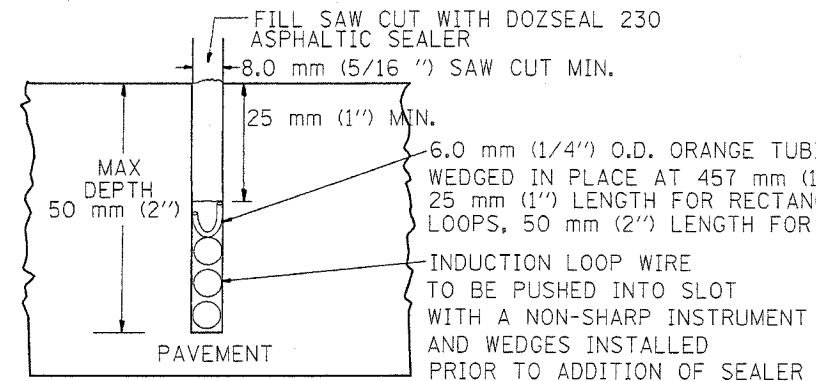 FILL SAW CUT WITH DOZSEAL 230
ASPHALTIC SEALER
8.0 mm (5/16 ") SAW CUT MIN.
25 mm (1") MIN.
MAX
DEPTH
50 mm (2")
6.0 mm (1/4") O.D. ORANGE
WEDGED IN PLACE AT 457 mm
25 mm (1") LENGTH FOR
LOOPS, 50 mm (2") LENGTH FOR
INDUCTION LOOP WIRE
TO BE PUSHED INTO SLOT
WITH A NON-SHARP INSTRUMENT
AND WEDGES INSTALLED
PRIOR TO ADDITION OF SEALER
PAVEMENT